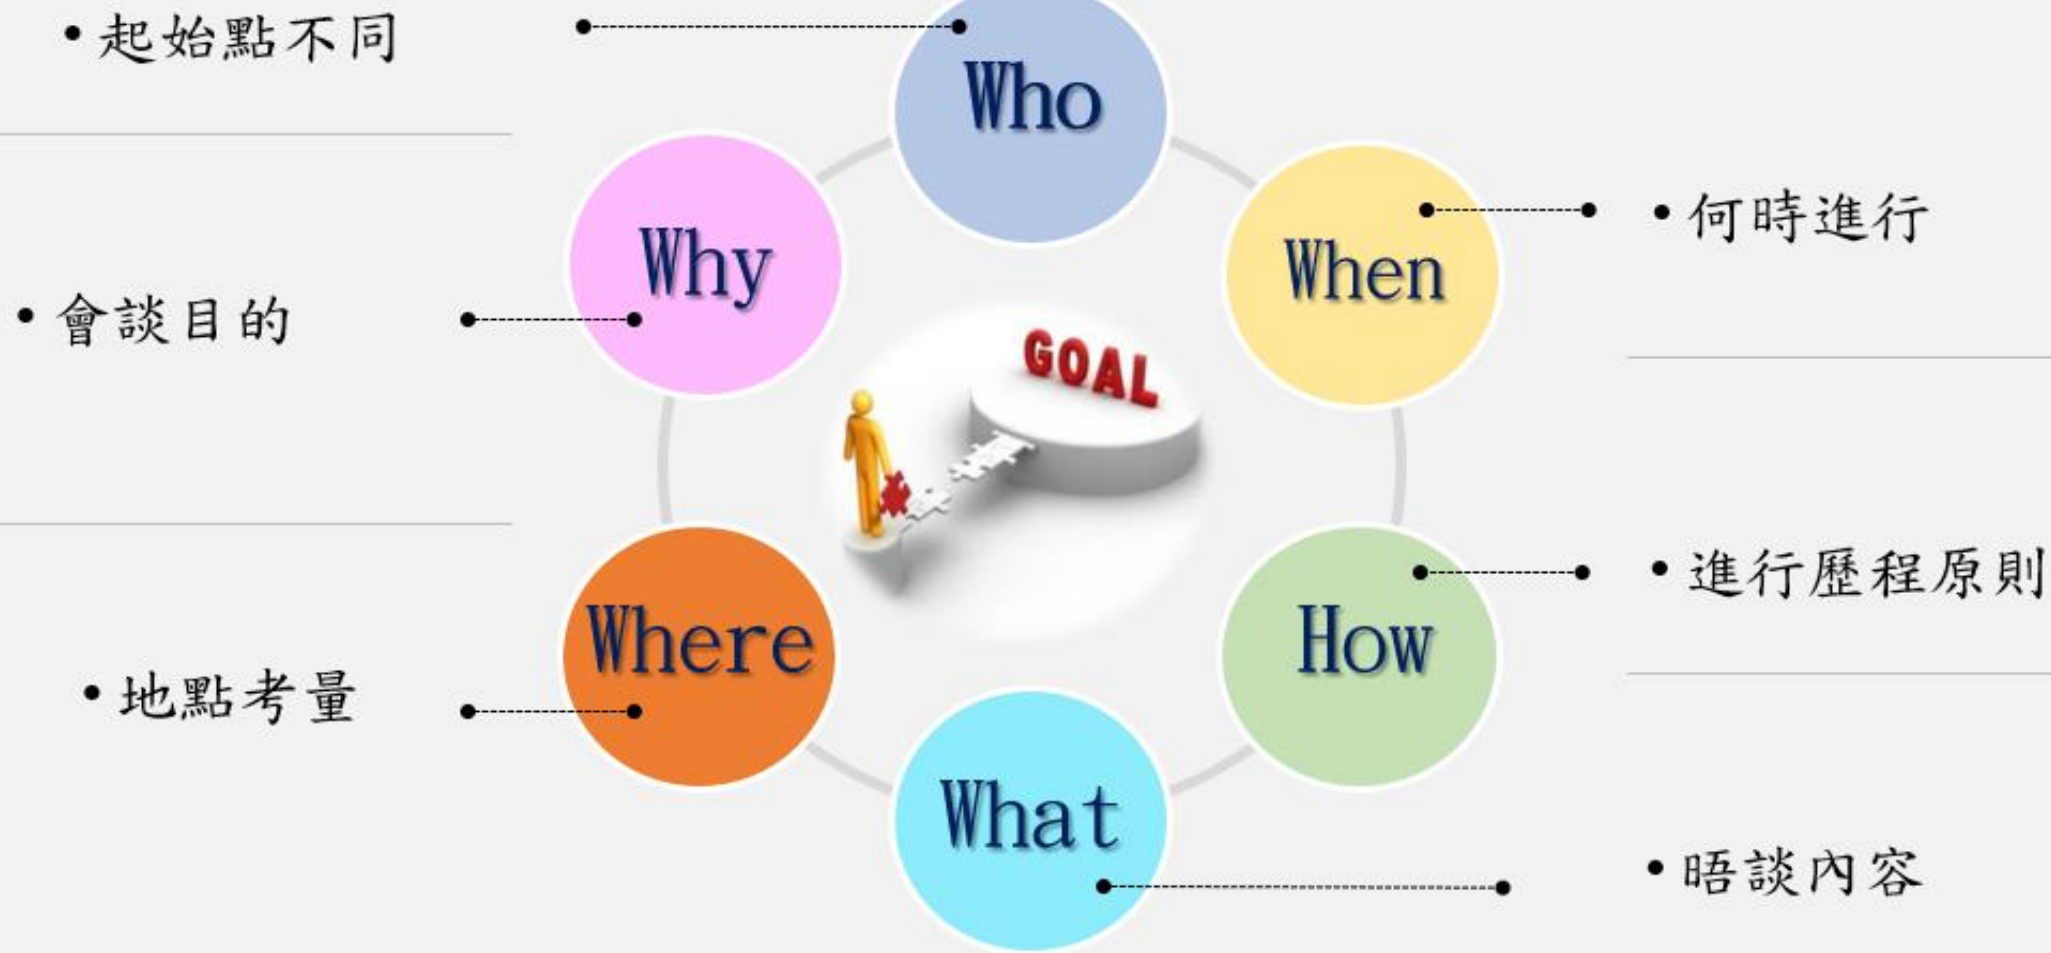 • 起始點不同
Who
• 何時進行
Why
When
• 會談目的
GOAL
• 進行歷程原則
Where
How
• 地點考量
What
• 晤談內容